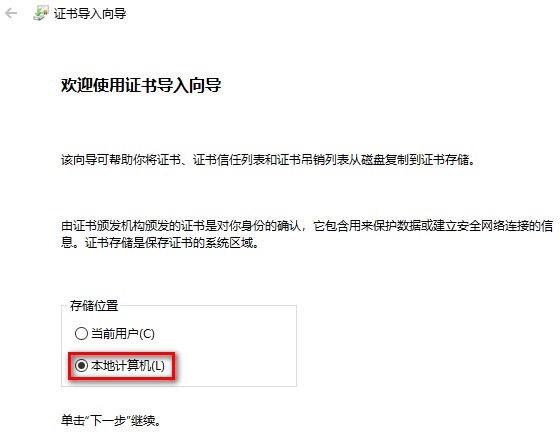 证书导入向导
欢迎使用证书导入向导
该向导可帮助你将证书、证书信任列表和证书吊销列表从磁盘复制到证书存储。
由证书颁发机构颁发的证书是对你身份的确认，它包含用来保护数据或建立安全网络连接的信
息。证书存储是保存证书的系统区域。
存储位置
当前用户(C)
本地计算机(L)
单击“下一步”继续。